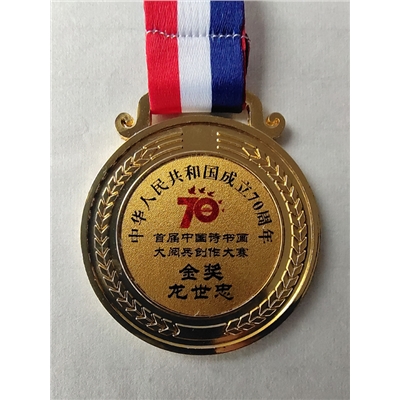 中华人民共和国成立70周年
70
首届中国诗书画
大阅兵创作大赛
金奖
龙世忠